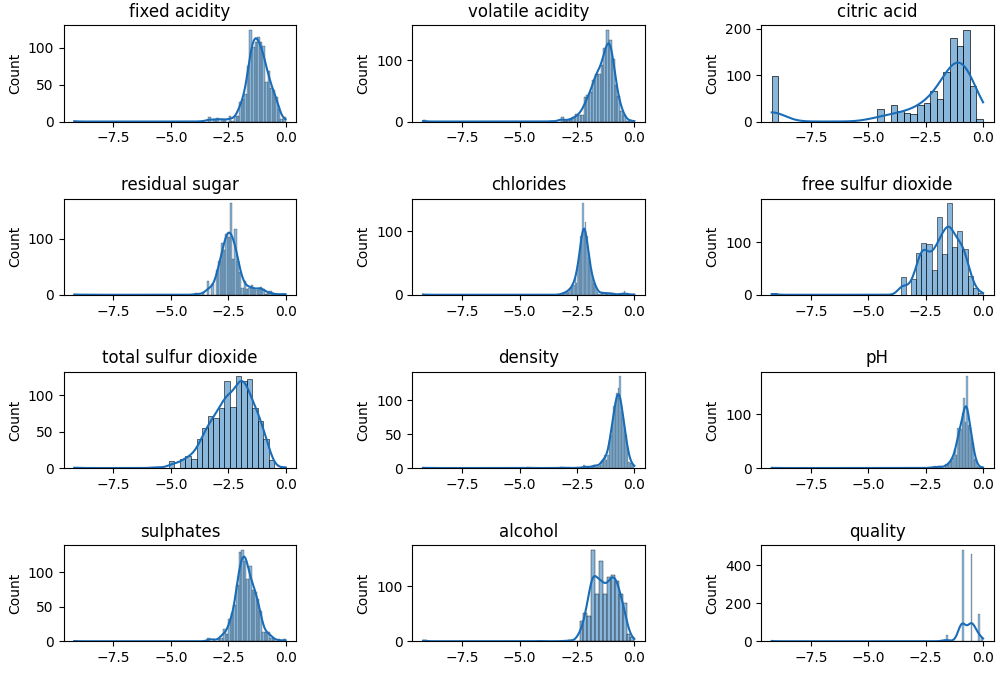 fixed acidity
Count
100
50
0
−7.5 −5.0 −2.5 0.0
volatile acidity
Count
100
0
−7.5 −5.0 −2.5 0.0
citric acid
Count
200
100
0
−7.5 −5.0 −2.5 0.0
residual sugar
Count
100
0
−7.5 −5.0 −2.5 0.0
chlorides
Count
100
0
−7.5 −5.0 −2.5 0.0
free sulfur dioxide
Count
100
0
−7.5 −5.0 −2.5 0.0
total sulfur dioxide
Count
100
50
0
−7.5 −5.0 −2.5 0.0
density
Count
100
50
0
−7.5 −5.0 −2.5 0.0
pH
Count
100
0
−7.5 −5.0 −2.5 0.0
sulphates
Count
100
50
0
−7.5 −5.0 −2.5 0.0
alcohol
Count
100
0
−7.5 −5.0 −2.5 0.0
quality
Count
400
200
0
−7.5 −5.0 −2.5 0.0